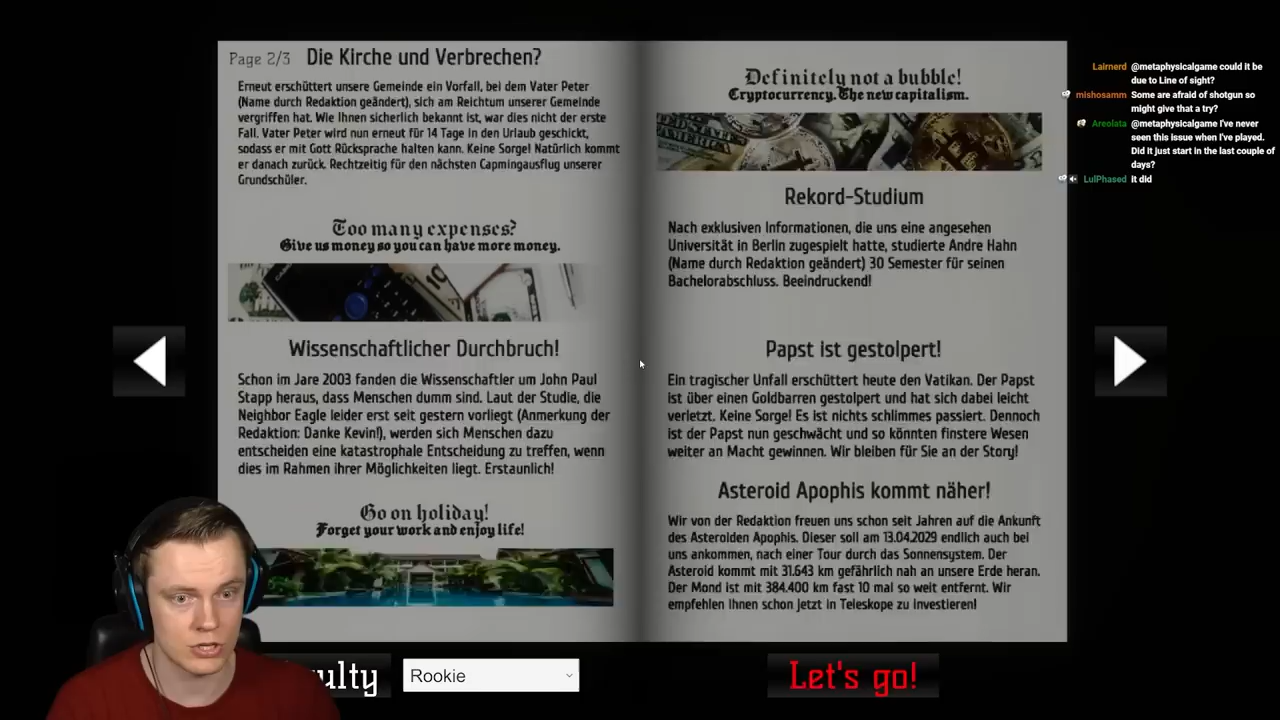 Page 2/3 Die Kirche und Verbrechen?
Erneut erschüttert unsere Gemeinde ein Vorfall, bei dem Vater Peter
(Name durch Redaktion geändert), sich am Reichtum unserer Gemeinde
vergriffen hat. Wie Ihnen sicherlich bekannt ist, war dies nicht der erste
Fall. Vater Peter wird nun erneut für 14 Tage in den Urlaub geschickt,
sodass er mit Gott Rücksprache halten kann. Keine Sorge! Natürlich kommt
er danach zurück. Rechtzeitig für den nächsten Capmingausflug unserer
Grundschüler.
Too many expenses?
Give us money so you can have more money.
Wissenschaftlicher Durchbruch!
Schon im Jare 2003 fanden die Wissenschaftler um John Paul
Stapp heraus, dass Menschen dumm sind. Laut der Studie, die
Neighbor Eagle leider erst seit gestern vorliegt (Anmerkung der
Redaktion: Danke Kevin!), werden sich Menschen dazu
entscheiden eine katastrophale Entscheidung zu treffen, wenn
dies im Rahmen ihrer Möglichkeiten liegt. Erstaunlich!
Go on holiday!
Forget your work and enjoy life!
Definitely not a bubble!
Cryptocurrency. The new capitalism.
Rekord-Studium
Nach exklusiven Informationen, die uns eine angesehen
Universität in Berlin zugespielt hatte, studierte Andre Hahn
(Name durch Redaktion geändert) 30 Semester für seinen
Bachelorabschluss. Beeindruckend!
Papst ist gestolpert!
Ein tragischer Unfall erschüttert heute den Vatikan. Der Papst
ist über einen Goldbarren gestolpert und hat sich dabei leicht
verletzt. Keine Sorge! Es ist nichts schlimmes passiert. Dennoch
ist der Papst nun geschwächt und so könnten finstere Wesen
weiter an Macht gewinnen. Wir bleiben für Sie an der Story!
Asteroid Apophis kommt näher!
Wir von der Redaktion freuen uns schon seit Jahren auf die Ankunft
des Asteroiden Apophis. Dieser soll am 13.04.2029 endlich auch bei
uns ankommen, nach einer Tour durch das Sonnensystem. Der
Asteroid kommt mit 31.643 km gefährlich nah an unsere Erde heran.
Der Mond ist mit 384.400 km fast 10 mal so weit entfernt. Wir
empfehlen Ihnen schon jetzt in Teleskope zu investieren!
ulty
Rookie
Let's go!
Lairnerd @metaphysicalgame could it be
due to Line of sight?
mishosamm Some are afraid of shotgun so
might give that a try?
Areolata @metaphysicalgame I've never
seen this issue when I've played.
Did it just start in the last couple of
days?
LulPhased it did